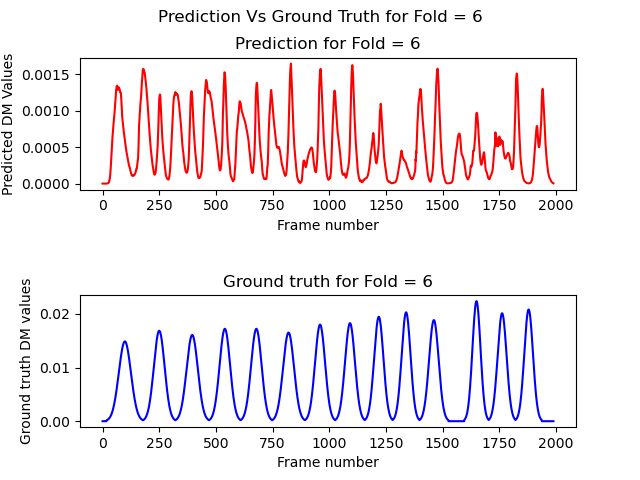 Prediction Vs Ground Truth for Fold = 6
Prediction for Fold = 6
Predicted DM Values
0.0015
0.0010
0.0005
0.0000
0 250 500 750 1000 1250 1500 1750 2000
Frame number
Ground truth for Fold = 6
Ground truth DM values
0.02
0.01
0.00
0 250 500 750 1000 1250 1500 1750 2000
Frame number